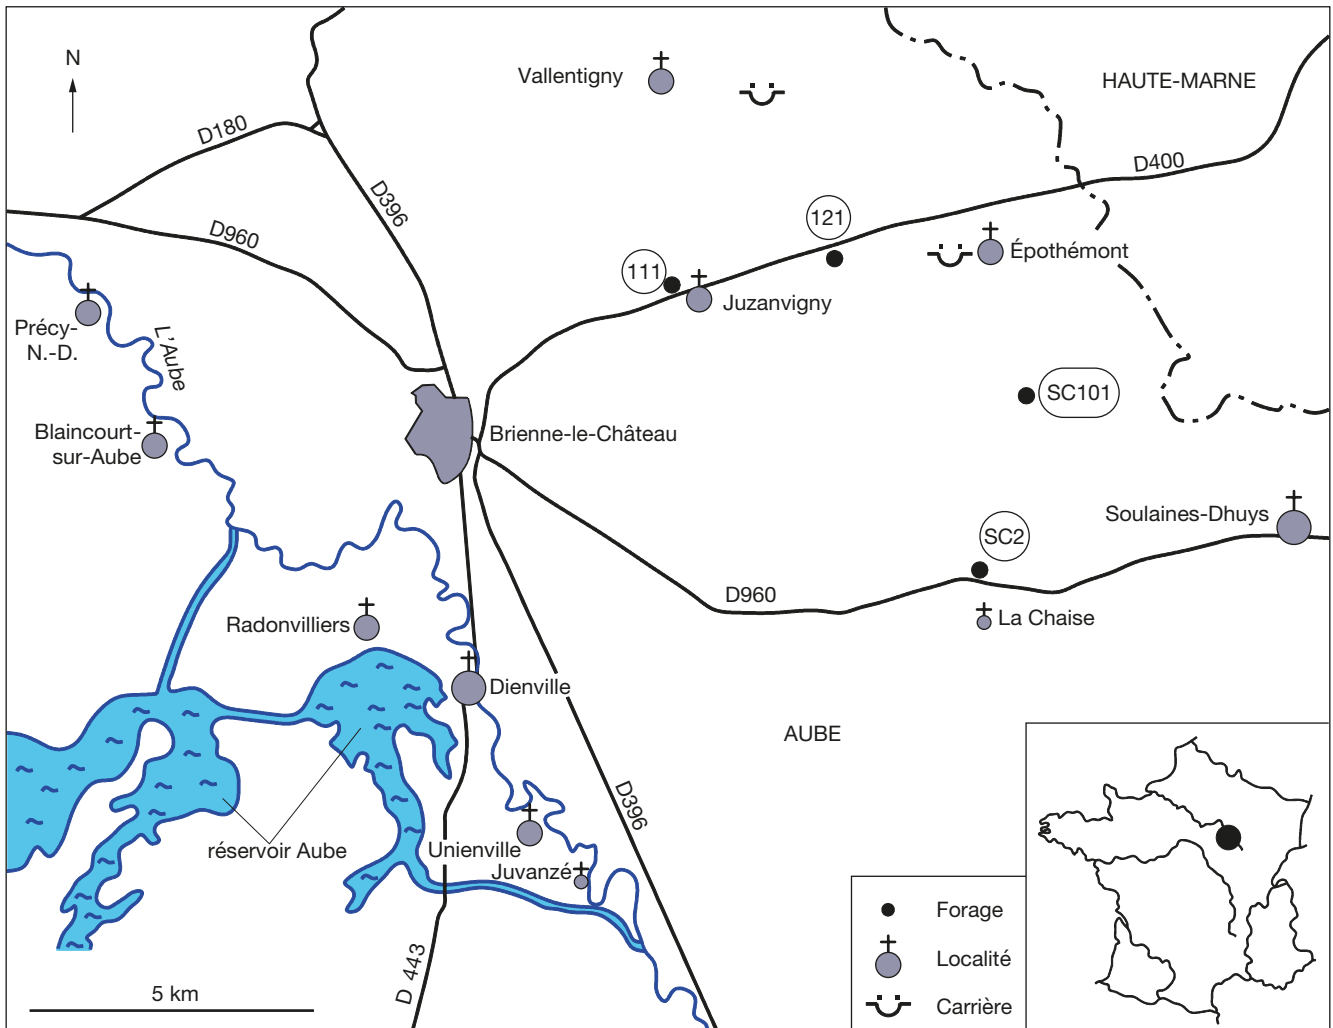 N
Vallentigny
HAUTE-MARNE
D180
D400
D396
121
D960
Épothémont
111
Juzanvigny
Précy-
N.-D.
L'Aube
SC101
Blaincourt-
sur-Aube
Brienne-le-Château
Soulaines-Dhuys
SC2
D960
La Chaise
Radonvilliers
Dienville
AUBE
D396
réservoir Aube
Unienville
Juvanzé
D 443
5 km
Forage
Localité
Carrière